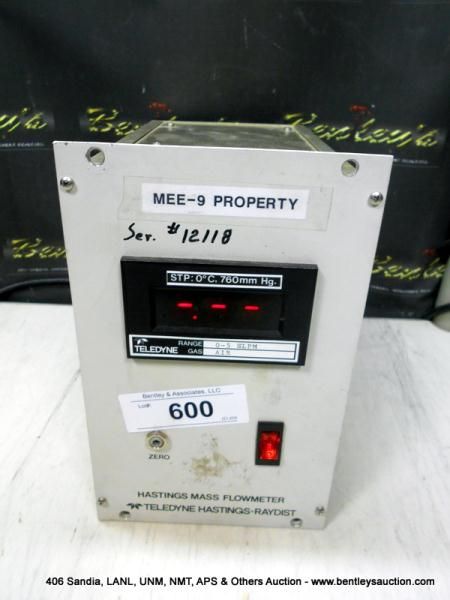 Bentley's
Bentley's
MEE-9 PROPERTY
Ser. #12118
STP: 0°C, 760mm Hg.
- - -
TELEDYNE
RANGE 0-5 SLPM
GAS AIR
Bentley & Associates, LLC
Lot#
600
ZERO
HASTINGS MASS FLOWMETER
TELEDYNE HASTINGS-RAYDIST
406 Sandia, LANL, UNM, NMT, APS & Others Auction - www.bentleysauction.com